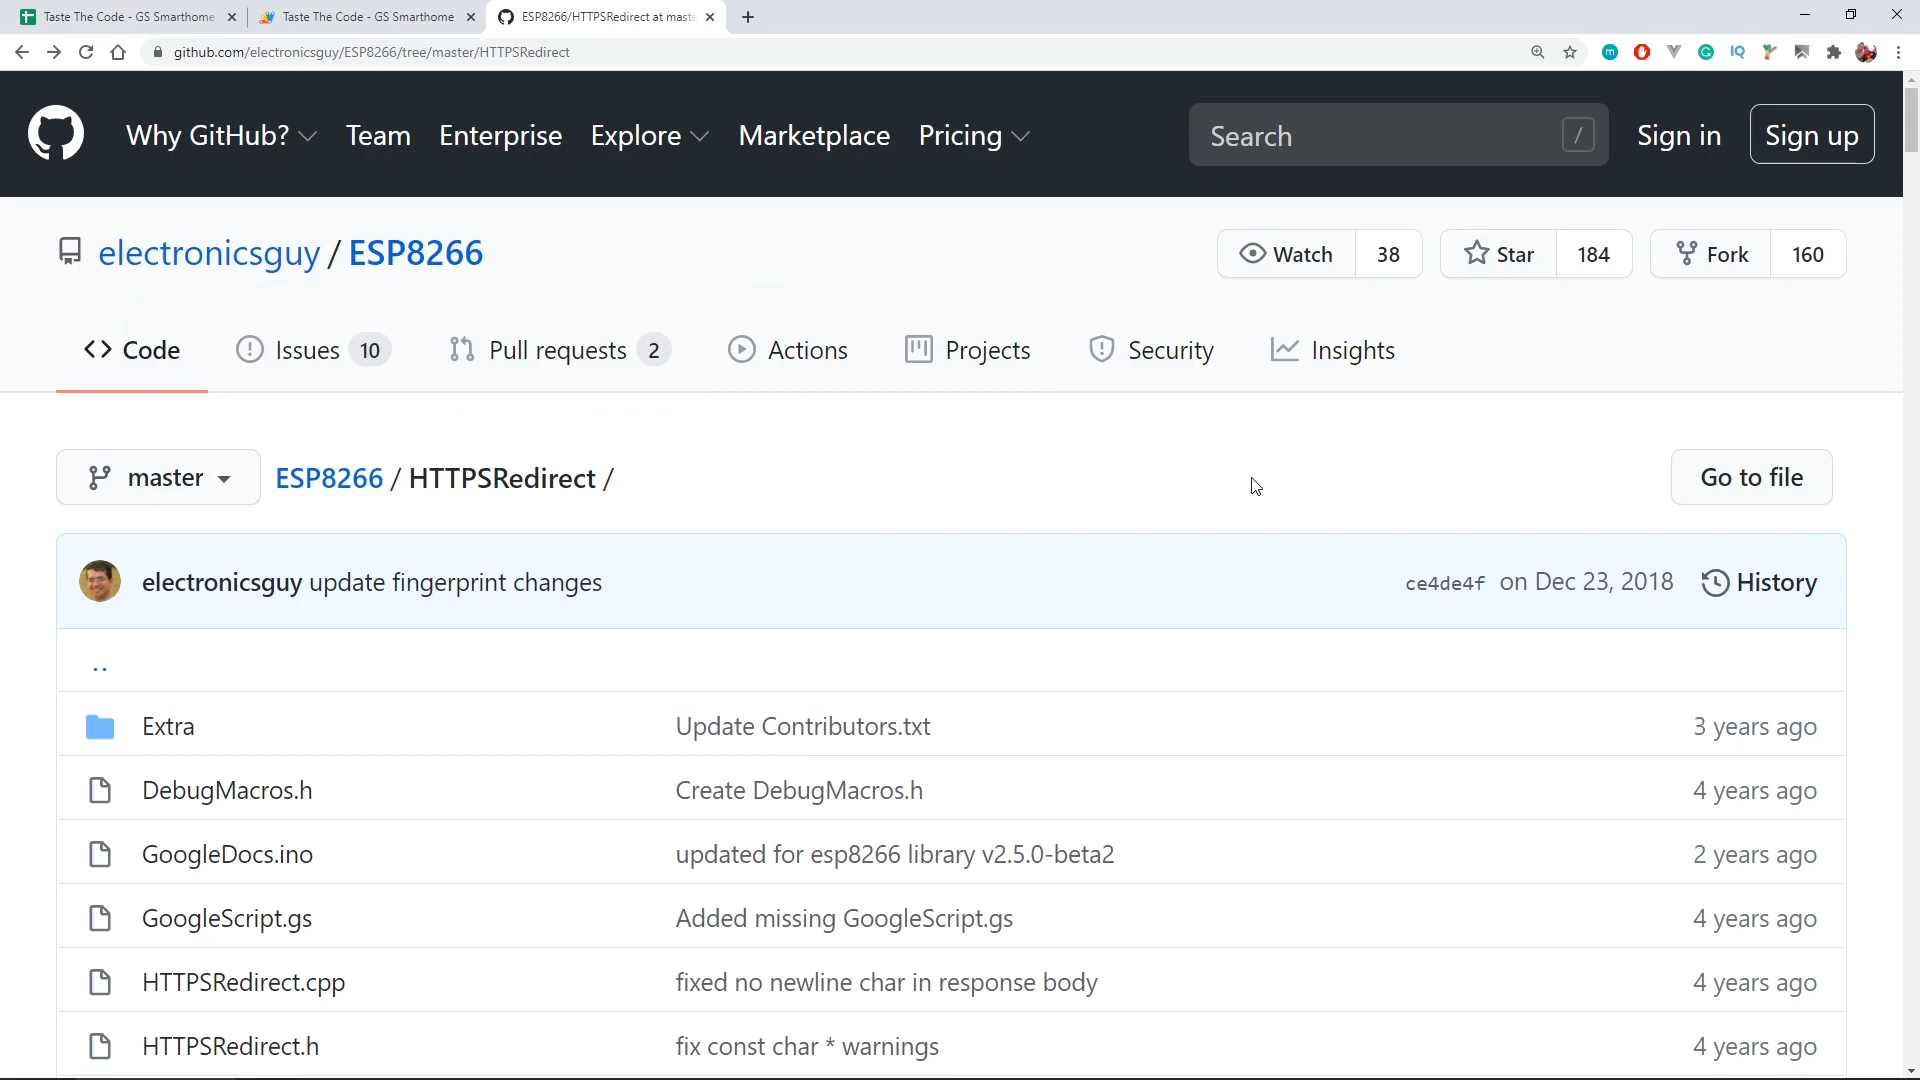 Taste The Code - GS Smarthome
Taste The Code - GS Smarthome
ESP8266/HTTPSRedirect at maste
github.com/electronicsguy/ESP8266/tree/master/HTTPSRedirect
m
IQ
Why GitHub? Team Enterprise Explore Marketplace Pricing Search / Sign in Sign up
electronicsguy / ESP8266
Watch 38 Star 184 Fork 160
Code Issues 10 Pull requests 2 Actions Projects Security Insights
master ESP8266 / HTTPSRedirect / Go to file
electronicsguy update fingerprint changes ce4de4f on Dec 23, 2018 History
..
Extra Update Contributors.txt 3 years ago
DebugMacros.h Create DebugMacros.h 4 years ago
GoogleDocs.ino updated for esp8266 library v2.5.0-beta2 2 years ago
GoogleScript.gs Added missing GoogleScript.gs 4 years ago
HTTPSRedirect.cpp fixed no newline char in response body 4 years ago
HTTPSRedirect.h fix const char * warnings 4 years ago